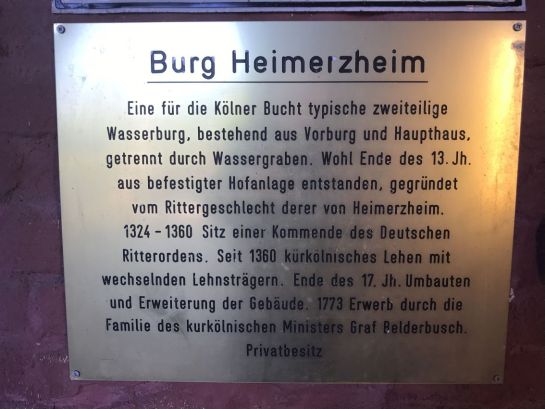 Burg Heimerzheim
Eine für die Kölner Bucht typische zweiteilige
Wasserburg, bestehend aus Vorburg und Haupthaus,
getrennt durch Wassergraben. Wohl Ende des 13. Jh.
aus befestigter Hofanlage entstanden, gegründet
vom Rittergeschlecht derer von Heimerzheim.
1324 - 1360 Sitz einer Kommende des Deutschen
Ritterordens. Seit 1360 kürkölnisches Lehen mit
wechselnden Lehnsträgern. Ende des 17. Jh. Umbauten
und Erweiterung der Gebäude. 1773 Erwerb durch die
Familie des kurkölnischen Ministers Graf Belderbusch.
Privatbesitz